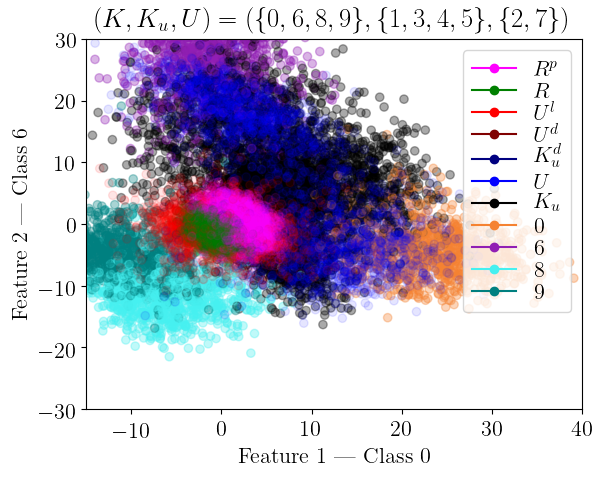 (K, K_u, U) = ({0, 6, 8, 9}, {1, 3, 4, 5}, {2, 7})
30
20
10
0
−10
−20
−30
Feature 2 — Class 6
R^p
R
U^l
U^d
K_u^d
U
K_u
0
6
8
9
−10
0
10
20
30
40
Feature 1 — Class 0